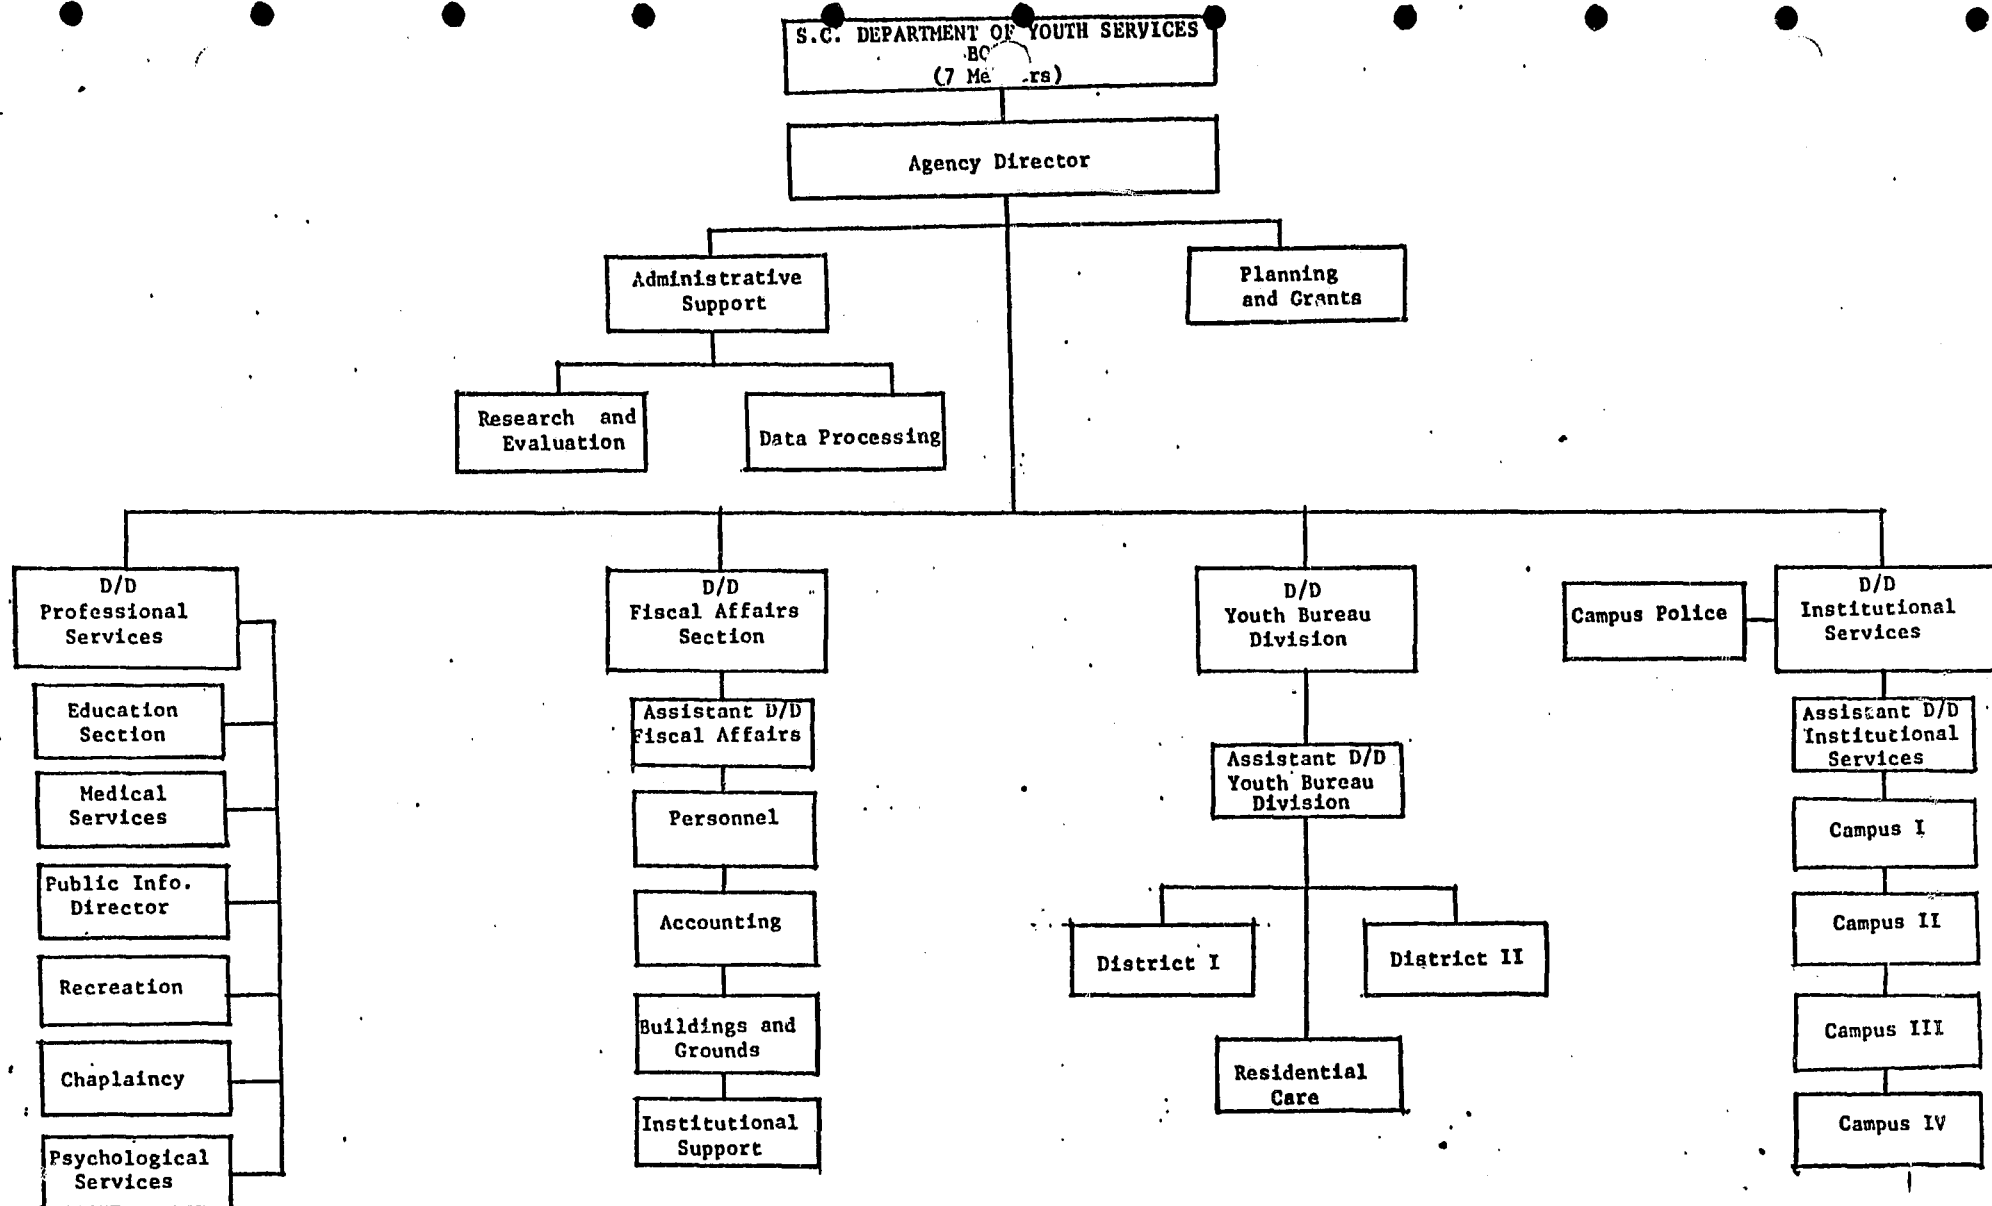 S.C. DEPARTMENT OF YOUTH SERVICES
(7
Agency Director
Administrative
Support
Planning
and Grants
Research and
Evaluation
Data Processing
D/D
Professional
Services
D/D
Fiscal Affairs
Section
D/D
Youth Bureau
Division
Campus Police
D/D
Institutional
Services
Education
Section
Medical
Services
Public Info.
Director
Recreation
Chaplaincy
Psychological
Services
Assistant D/D
Fiscal Affairs
Personnel
Accounting
Buildings and
Grounds
Institutional
Support
Assistant D/D
Youth Bureau
Division
District I
District II
Residential
Care
Assistant D/D
Institutional
Services
Campus I
Campus II
Campus III
Campus IV